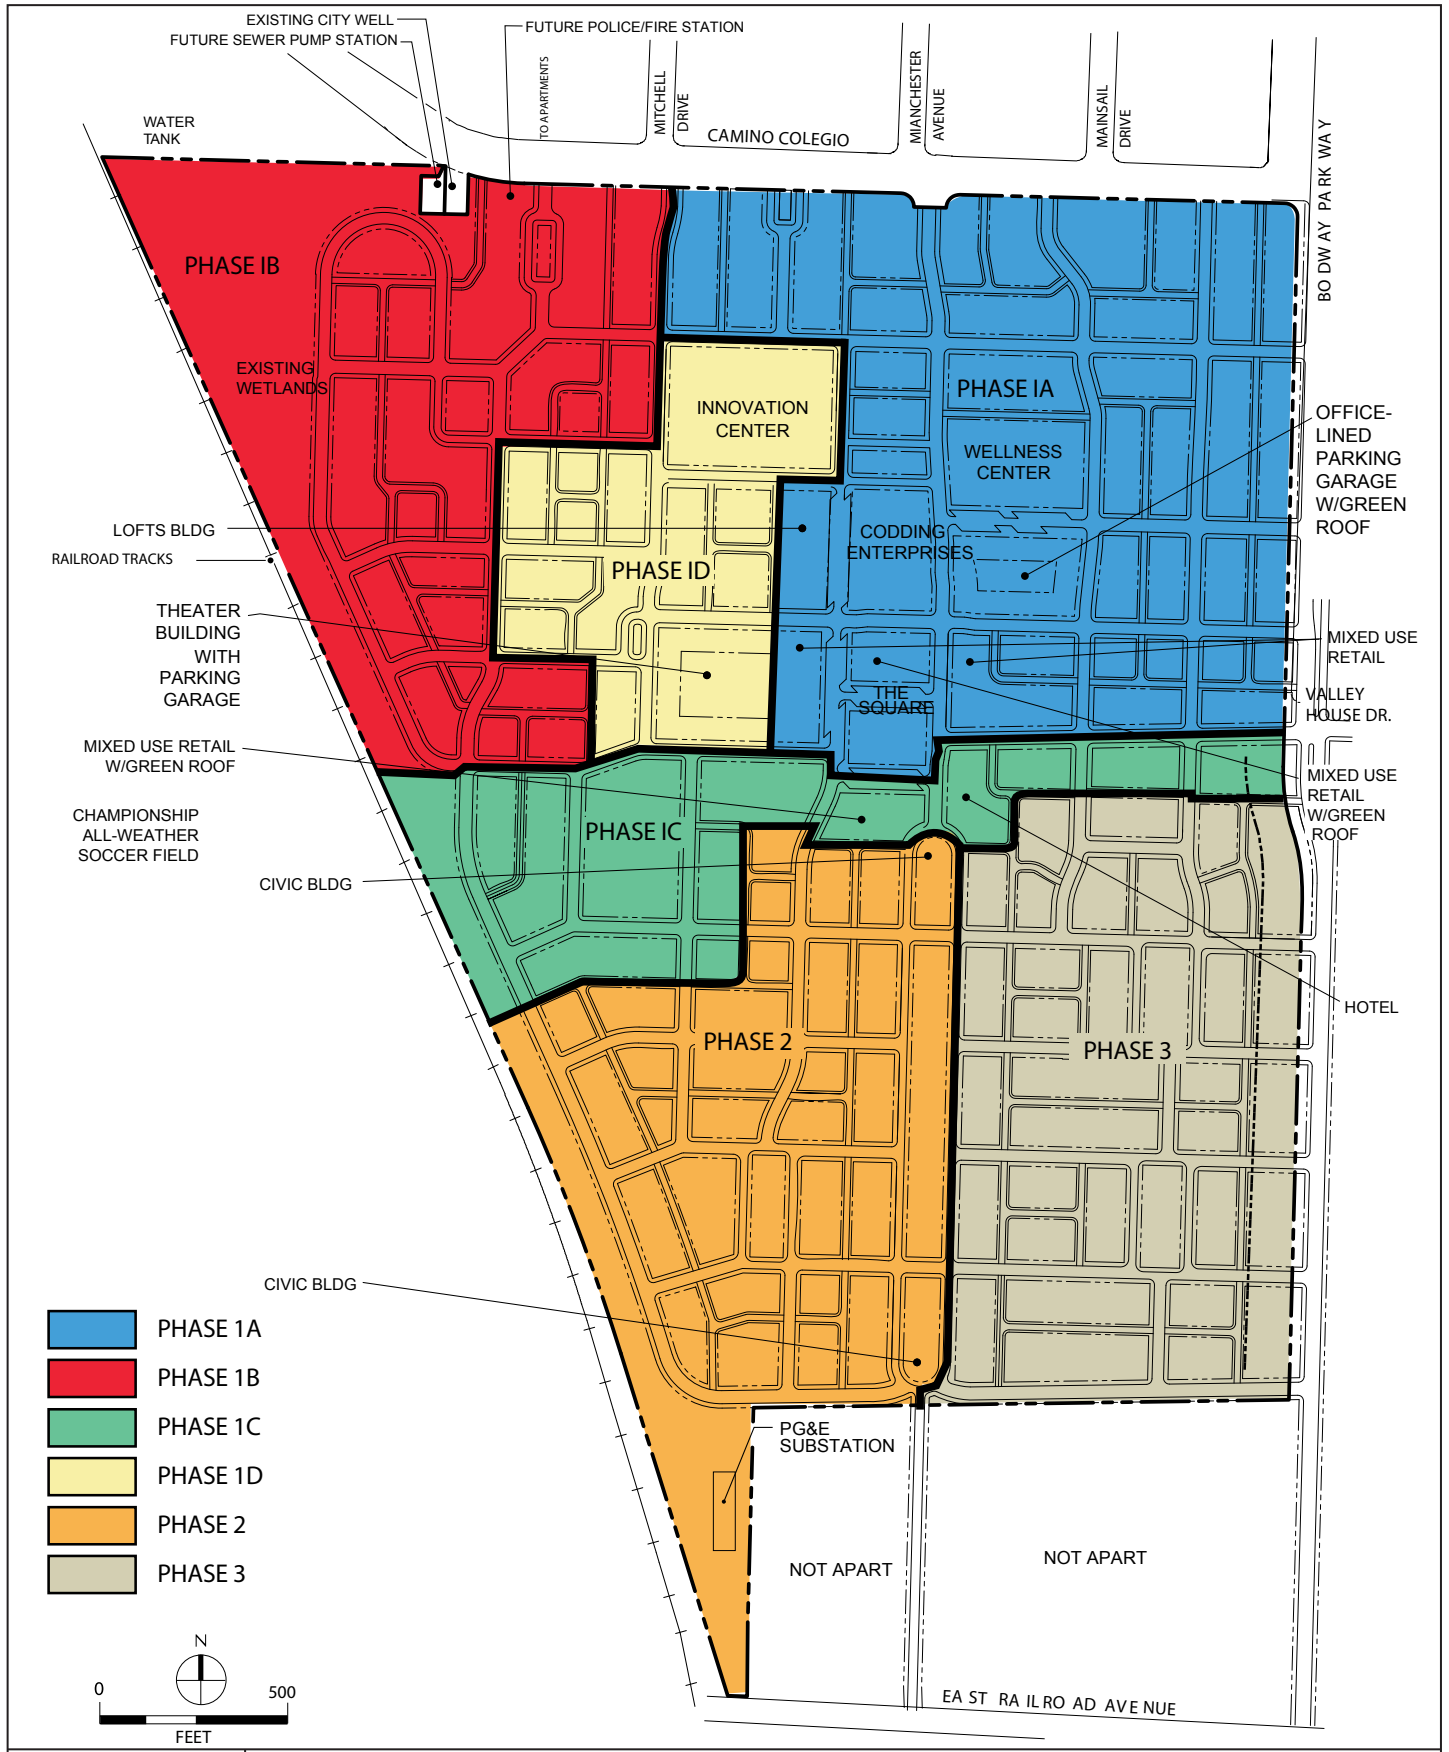 EXISTING CITY WELL
FUTURE SEWER PUMP STATION
FUTURE POLICE/FIRE STATION
TO APARTMENTS
MITCHELL
DRIVE
CAMINO COLEGIO
MIANCHESTER
AVENUE
MAINSAIL
DRIVE
BO DW AY PARK WAY
WATER
TANK
PHASE IB
EXISTING
WETLANDS
INNOVATION
CENTER
PHASE IA
WELLNESS
CENTER
OFFICE-
LINED
PARKING
GARAGE
W/GREEN
ROOF
LOFTS BLDG
RAILROAD TRACKS
CODDING
ENTERPRISES
PHASE ID
THEATER
BUILDING
WITH
PARKING
GARAGE
MIXED USE
RETAIL
THE
SQUARE
VALLEY
HOUSE DR.
MIXED USE RETAIL
W/GREEN ROOF
MIXED USE
RETAIL
W/GREEN
ROOF
CHAMPIONSHIP
ALL-WEATHER
SOCCER FIELD
PHASE IC
CIVIC BLDG
HOTEL
PHASE 2
PHASE 3
CIVIC BLDG
PHASE 1A
PHASE 1B
PHASE 1C
PHASE 1D
PHASE 2
PHASE 3
PG&E
SUBSTATION
NOT APART
NOT APART
N
0 500
FEET
EA ST RA IL RO AD AVE NUE